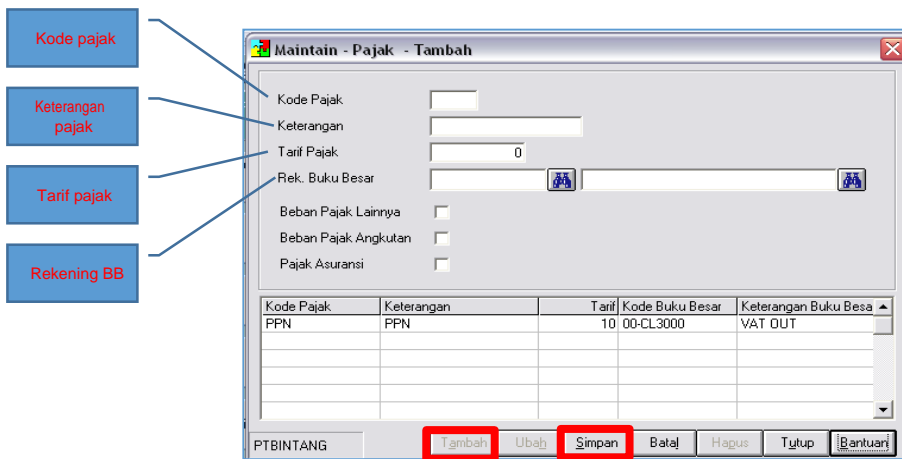 Kode pajak
Keterangan
pajak
Tarif pajak
Rekening BB
Maintain - Pajak - Tambah
Kode Pajak
Keterangan
Tarif Pajak 0
Rek. Buku Besar
Beban Pajak Lainnya
Beban Pajak Angkutan
Pajak Asuransi
Kode Pajak Keterangan Tarif Kode Buku Besar Keterangan Buku Besa
PPN PPN 10 00-CL3000 VAT OUT
PTBINTANG Tambah Ubah Simpan Batal Hapus Tutup Bantuan